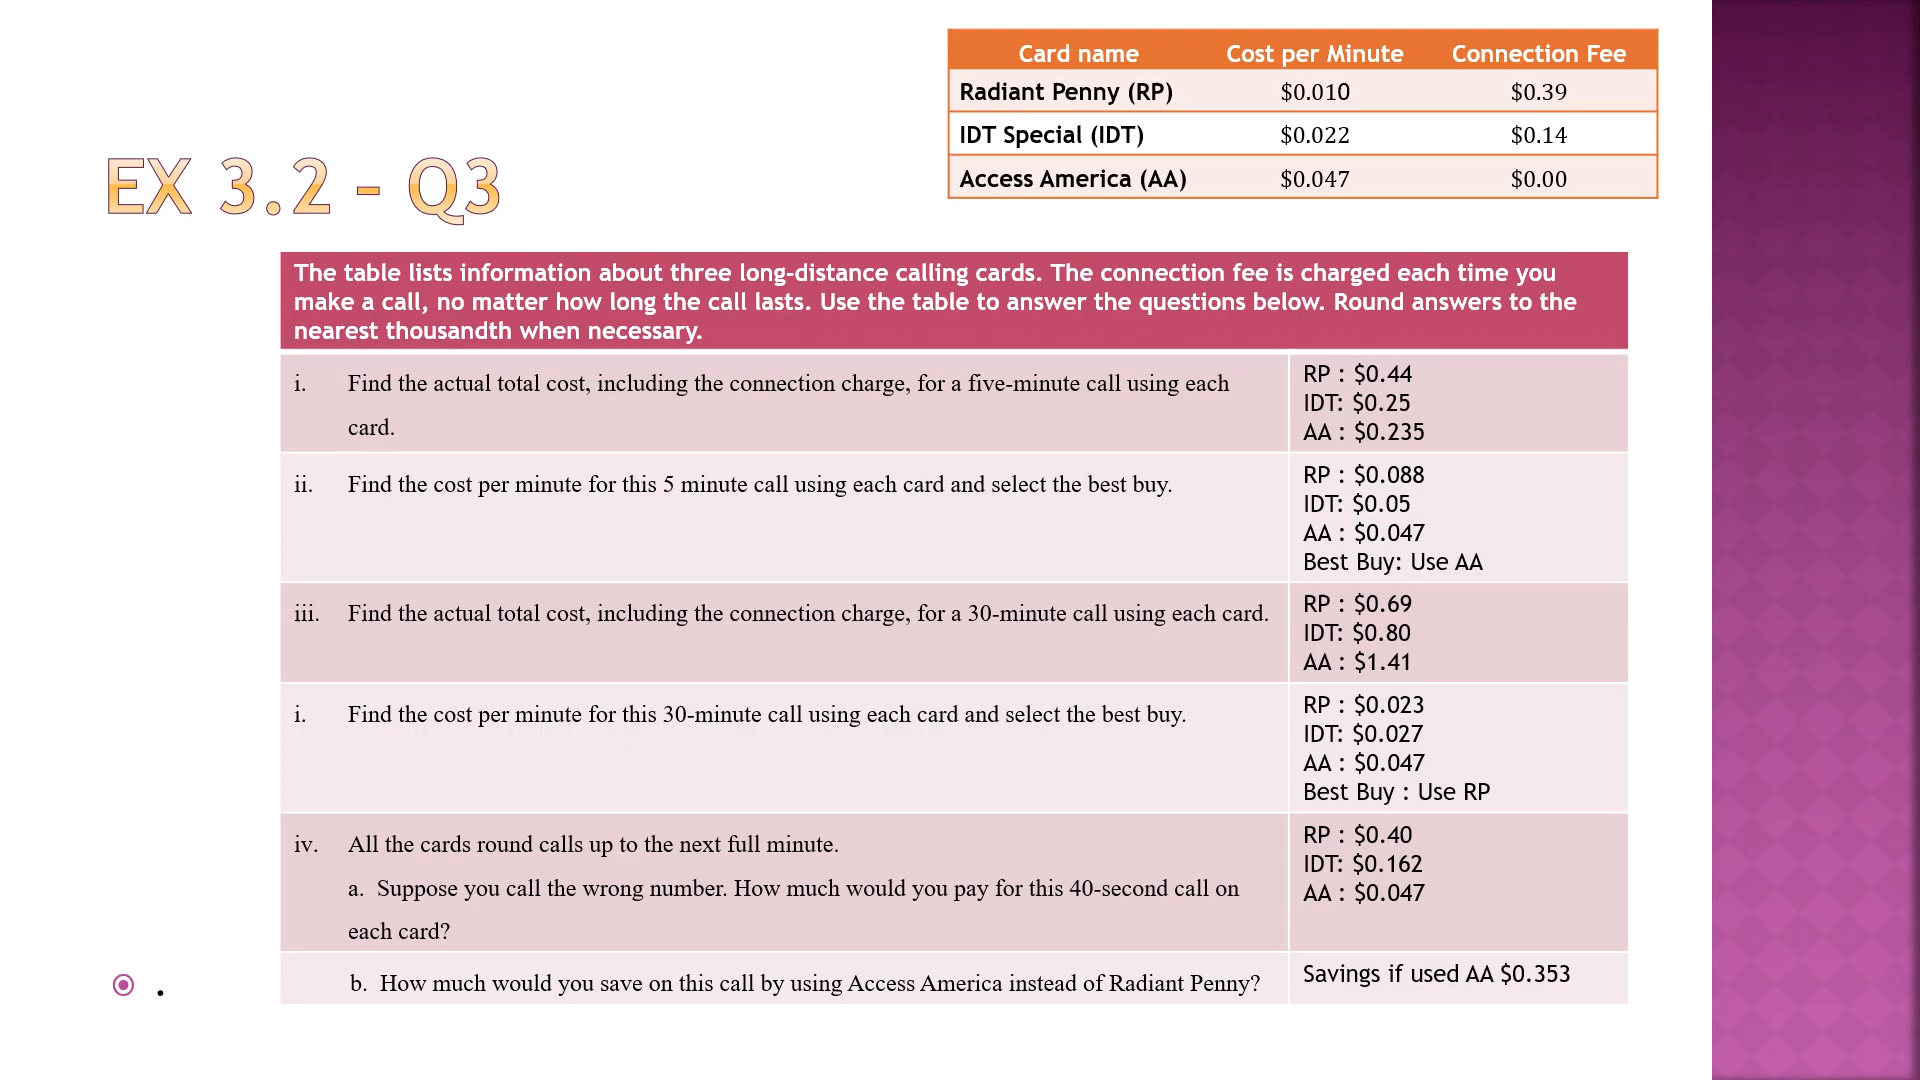 Card name Cost per Minute Connection Fee
Radiant Penny (RP) $0.010 $0.39
IDT Special (IDT) $0.022 $0.14
Access America (AA) $0.047 $0.00
EX 3.2 – Q3
The table lists information about three long-distance calling cards. The connection fee is charged each time you
make a call, no matter how long the call lasts. Use the table to answer the questions below. Round answers to the
nearest thousandth when necessary.
i. Find the actual total cost, including the connection charge, for a five-minute call using each
card.
RP : $0.44
IDT: $0.25
AA : $0.235
ii. Find the cost per minute for this 5 minute call using each card and select the best buy.
RP : $0.088
IDT: $0.05
AA : $0.047
Best Buy: Use AA
iii. Find the actual total cost, including the connection charge, for a 30-minute call using each card.
RP : $0.69
IDT: $0.80
AA : $1.41
i. Find the cost per minute for this 30-minute call using each card and select the best buy.
RP : $0.023
IDT: $0.027
AA : $0.047
Best Buy : Use RP
iv. All the cards round calls up to the next full minute.
a. Suppose you call the wrong number. How much would you pay for this 40-second call on
each card?
RP : $0.40
IDT: $0.162
AA : $0.047
b. How much would you save on this call by using Access America instead of Radiant Penny?
Savings if used AA $0.353
.